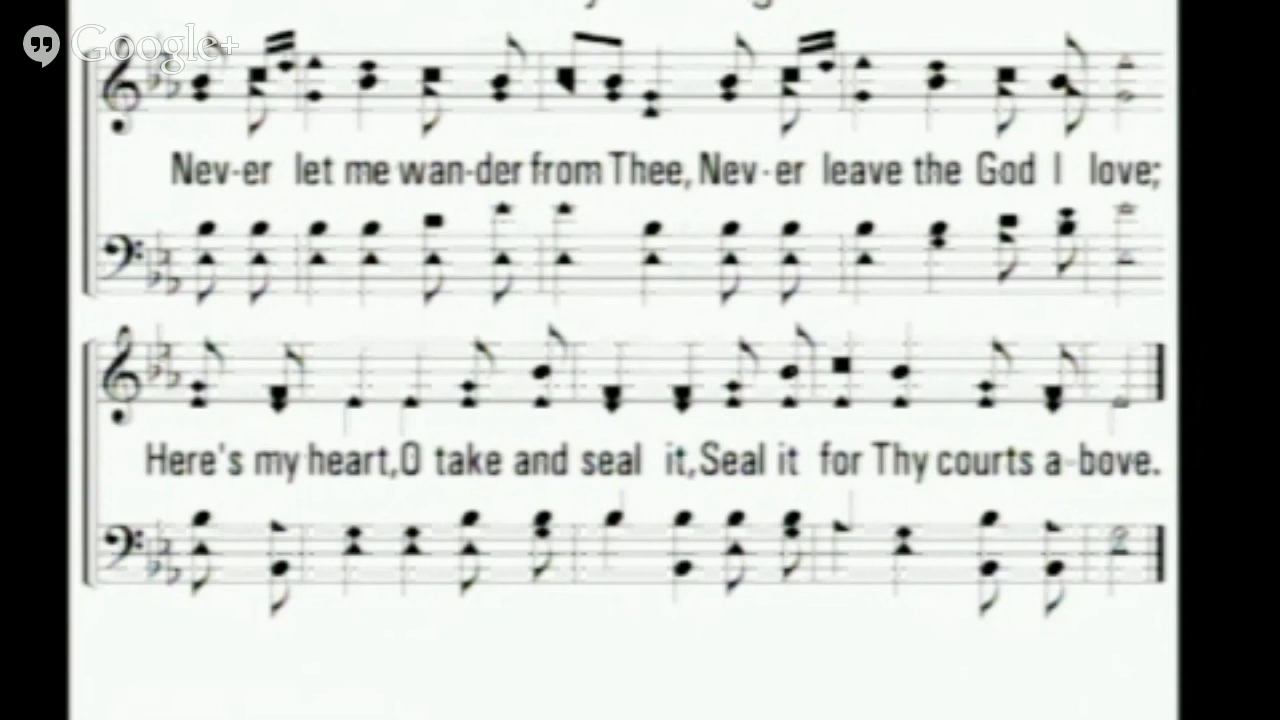 Google+
Nev-er let me wan-der from Thee, Nev-er leave the God I love;
Here's my heart, O take and seal it, Seal it for Thy courts a-bove.